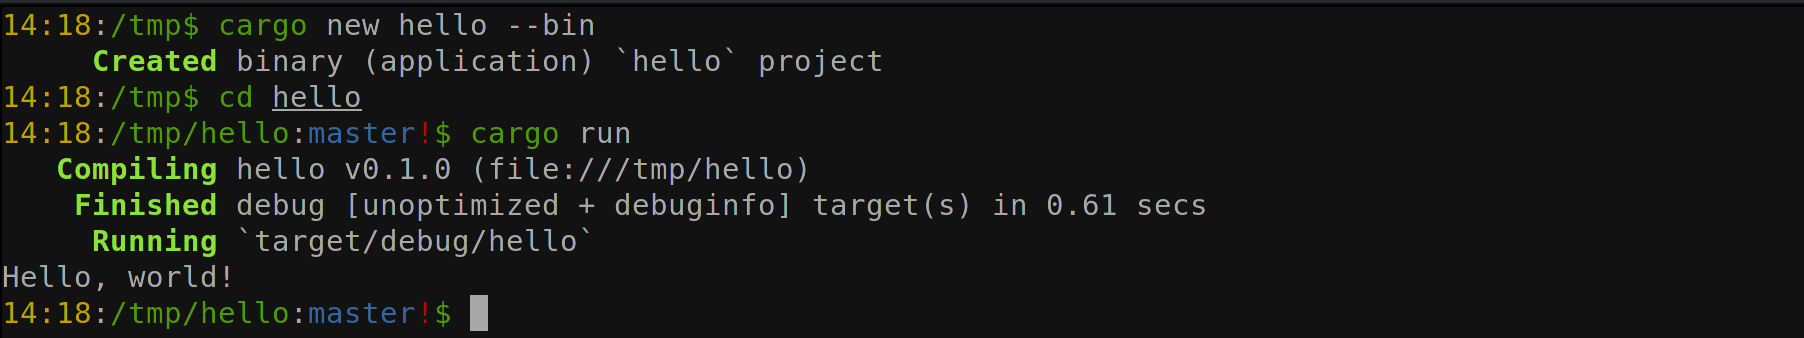 14:18:/tmp$ cargo new hello --bin
     Created binary (application) `hello` project
14:18:/tmp$ cd hello
14:18:/tmp/hello:master!$ cargo run
   Compiling hello v0.1.0 (file:///tmp/hello)
    Finished debug [unoptimized + debuginfo] target(s) in 0.61 secs
     Running `target/debug/hello`
Hello, world!
14:18:/tmp/hello:master!$